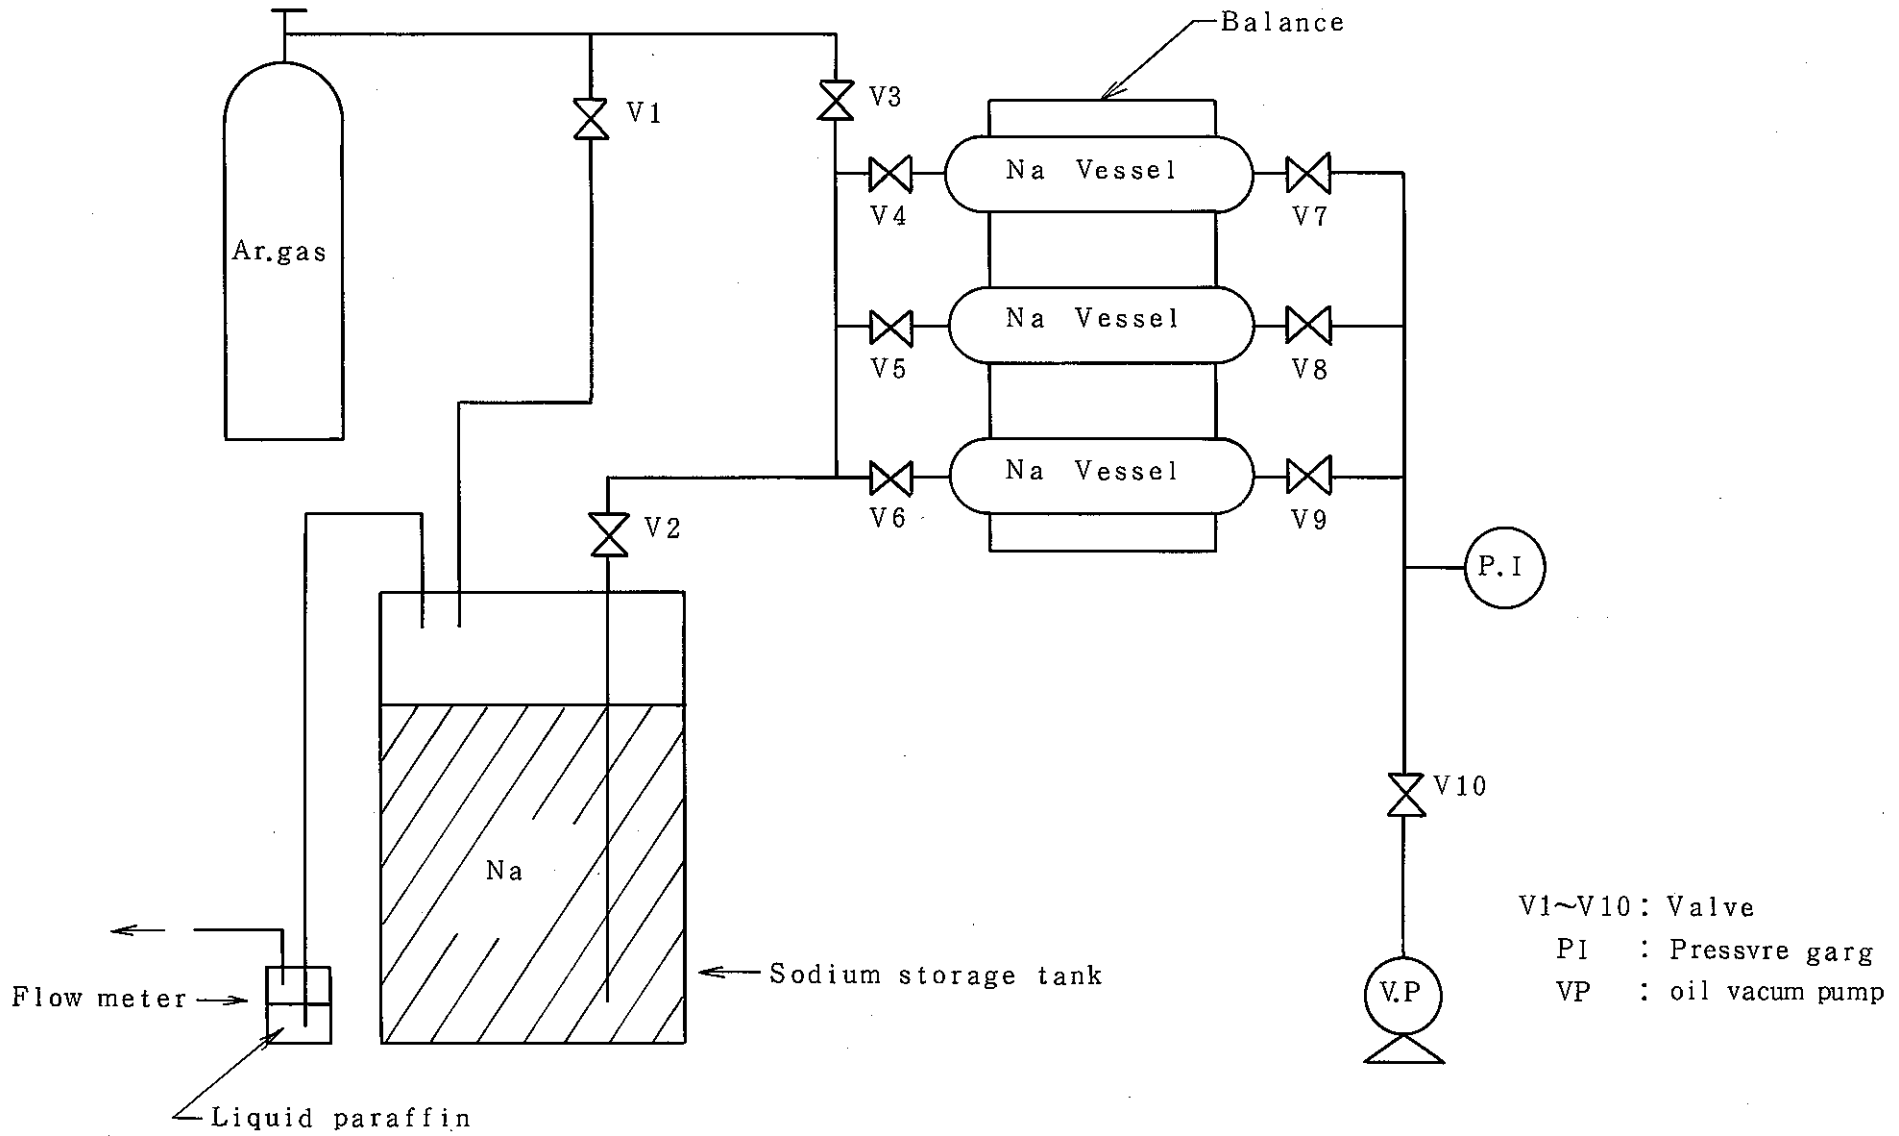 Balance
V1
V3
Na Vessel
V4
V7
Ar.gas
Na Vessel
V5
V8
Na Vessel
V6
V9
V2
P.I
V10
Na
V.P
V1~V10 : Valve
PI : Pressvre garg
VP : oil vacum pump
Sodium storage tank
Flow meter
Liquid paraffin